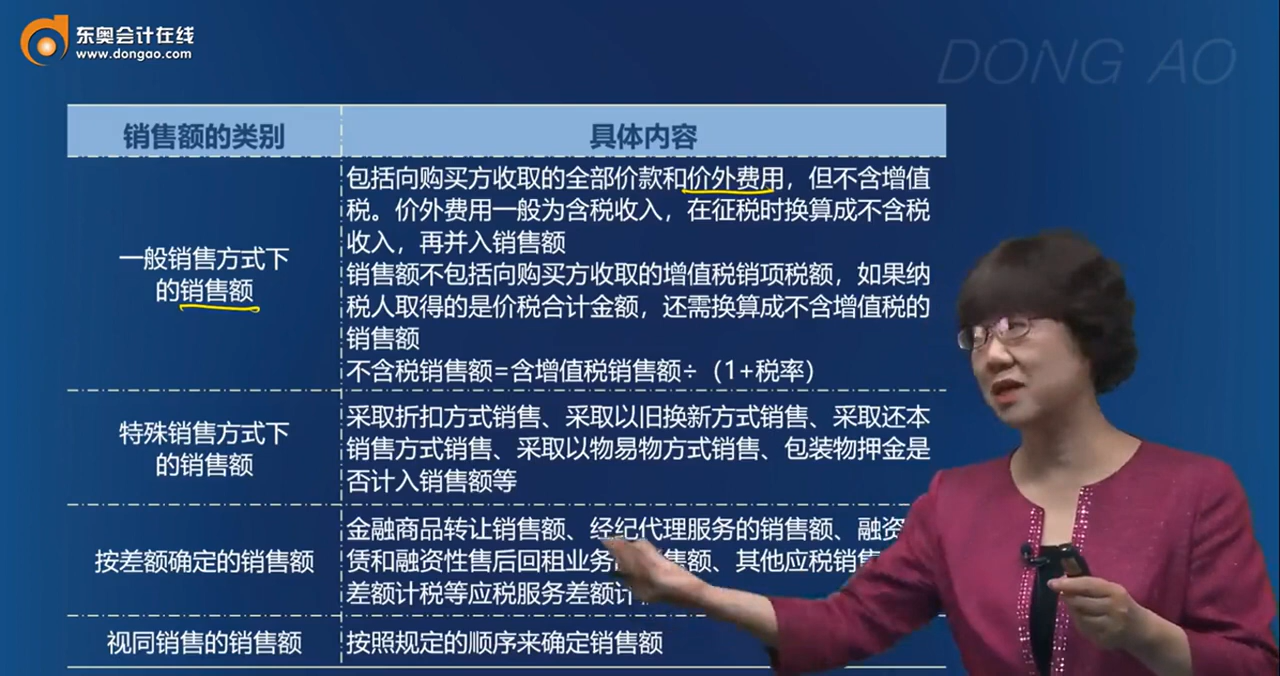 东奥会计在线
www.dongao.com
DONG AO
销售额的类别
具体内容
一般销售方式下
的销售额
包括向购买方收取的全部价款和价外费用，但不含增值
税。价外费用一般为含税收入，在征税时换算成不含税
收入，再并入销售额
销售额不包括向购买方收取的增值税销项税额，如果纳
税人取得的是价税合计金额，还需换算成不含增值税的
销售额
不含税销售额=含增值税销售额÷（1+税率）
特殊销售方式下
的销售额
采取折扣方式销售、采取以旧换新方式销售、采取还本
销售方式销售、采取以物易物方式销售、包装物押金是
否计入销售额等
按差额确定的销售额
金融商品转让销售额、经纪代理服务的销售额、融资
赁和融资性售后回租业务 售额、其他应税销售
差额计税等应税服务差额计
视同销售的销售额
按照规定的顺序来确定销售额